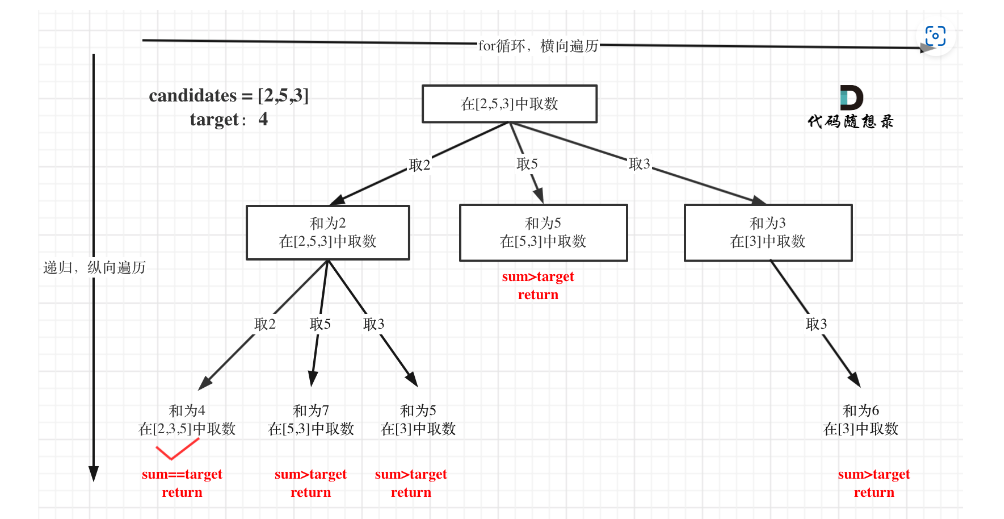 for循环，横向遍历
candidates = [2,5,3]
target：4
在[2,5,3]中取数
代码随想录
取2
取5
取3
和为2
在[2,5,3]中取数
和为5
在[5,3]中取数
和为3
在[3]中取数
递归，纵向遍历
sum>target
return
取2
取5
取3
取3
和为4
在[2,3,5]中取数
和为7
在[5,3]中取数
和为5
在[3]中取数
和为6
在[3]中取数
sum==target
return
sum>target
return
sum>target
return
sum>target
return